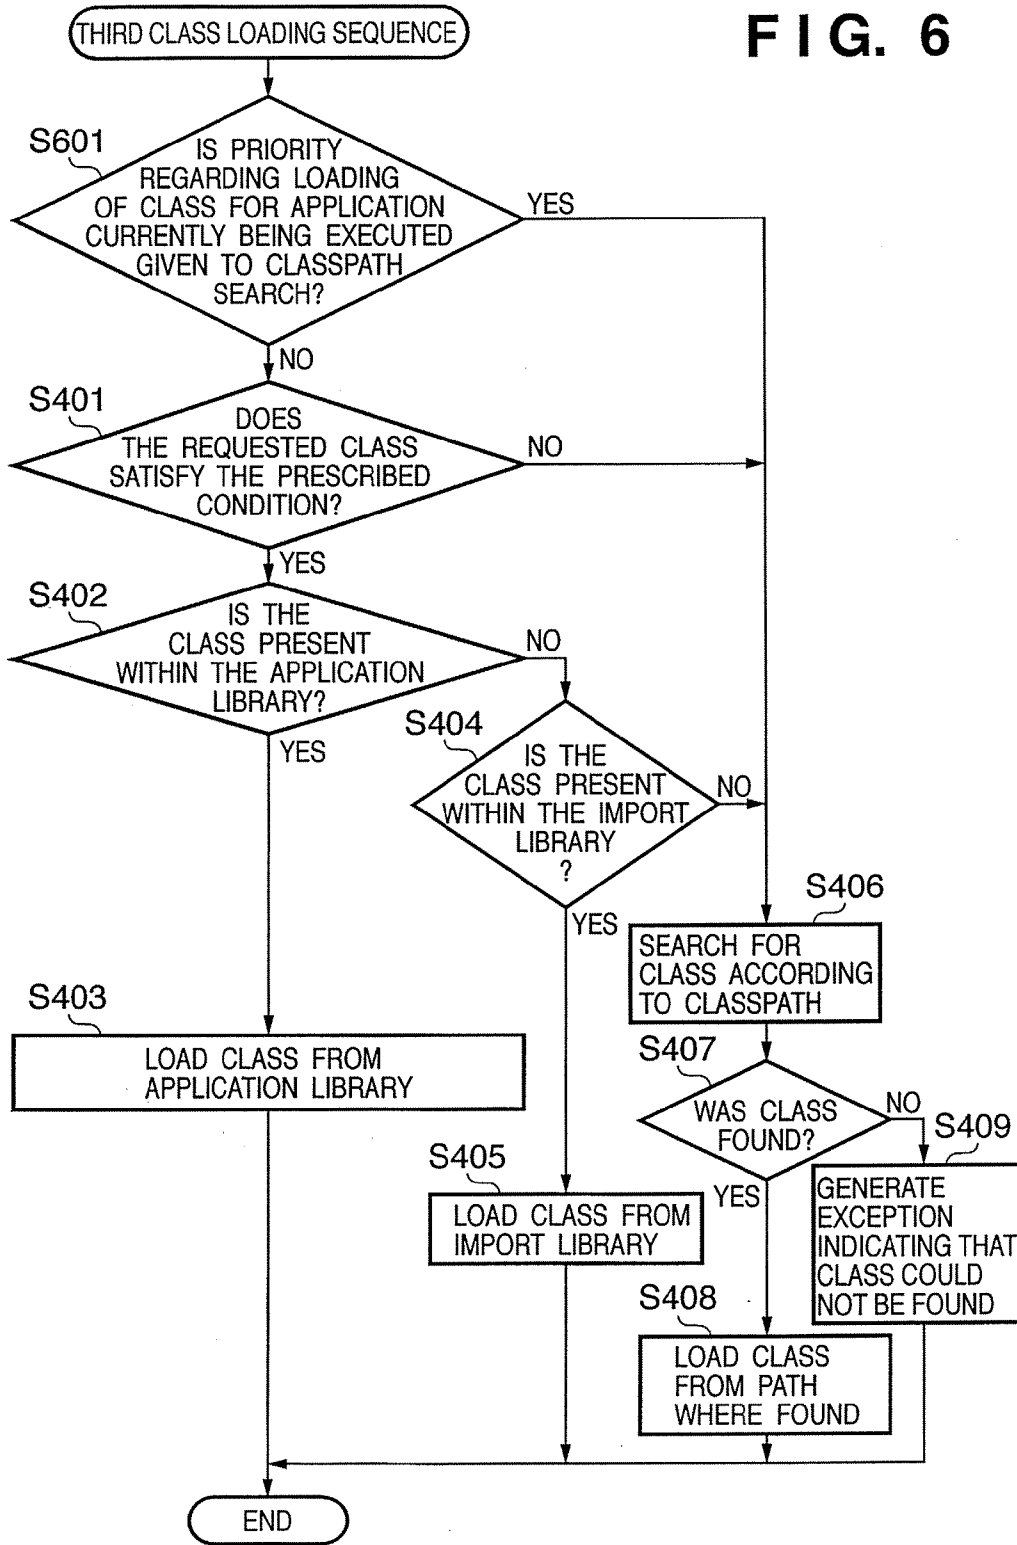 THIRD CLASS LOADING SEQUENCE
FIG. 6
S601
IS PRIORITY
REGARDING LOADING
OF CLASS FOR APPLICATION
CURRENTLY BEING EXECUTED
GIVEN TO CLASSPATH
SEARCH?
YES
NO
S401
DOES
THE REQUESTED CLASS
SATISFY THE PRESCRIBED
CONDITION?
NO
YES
S402
IS THE
CLASS PRESENT
WITHIN THE APPLICATION
LIBRARY?
NO
YES
S404
IS THE
CLASS PRESENT
WITHIN THE IMPORT
LIBRARY
?
NO
YES
S406
SEARCH FOR
CLASS ACCORDING
TO CLASSPATH
S403
LOAD CLASS FROM
APPLICATION LIBRARY
S407
WAS CLASS
FOUND?
NO
YES
S409
GENERATE
EXCEPTION
INDICATING THAT
CLASS COULD
NOT BE FOUND
S405
LOAD CLASS FROM
IMPORT LIBRARY
S408
LOAD CLASS
FROM PATH
WHERE FOUND
END